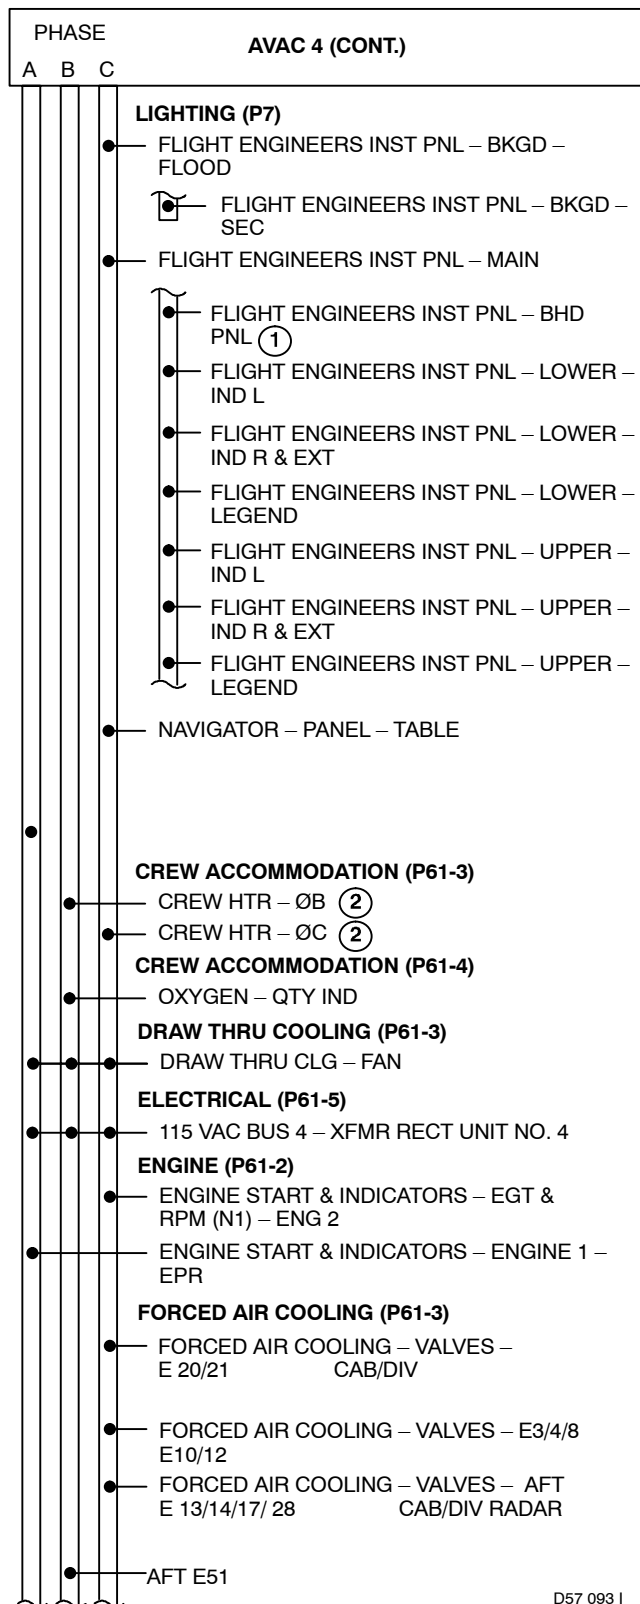 PHASE
AVAC 4 (CONT.)
A B C
LIGHTING (P7)
FLIGHT ENGINEERS INST PNL – BKGD –
FLOOD
FLIGHT ENGINEERS INST PNL – BKGD –
SEC
FLIGHT ENGINEERS INST PNL – MAIN
FLIGHT ENGINEERS INST PNL – BHD
PNL 1
FLIGHT ENGINEERS INST PNL – LOWER –
IND L
FLIGHT ENGINEERS INST PNL – LOWER –
IND R & EXT
FLIGHT ENGINEERS INST PNL – LOWER –
LEGEND
FLIGHT ENGINEERS INST PNL – UPPER –
IND L
FLIGHT ENGINEERS INST PNL – UPPER –
IND R & EXT
FLIGHT ENGINEERS INST PNL – UPPER –
LEGEND
NAVIGATOR – PANEL – TABLE
CREW ACCOMMODATION (P61-3)
CREW HTR – ØB 2
CREW HTR – ØC 2
CREW ACCOMMODATION (P61-4)
OXYGEN – QTY IND
DRAW THRU COOLING (P61-3)
DRAW THRU CLG – FAN
ELECTRICAL (P61-5)
115 VAC BUS 4 – XFMR RECT UNIT NO. 4
ENGINE (P61-2)
ENGINE START & INDICATORS – EGT &
RPM (N1) – ENG 2
ENGINE START & INDICATORS – ENGINE 1 –
EPR
FORCED AIR COOLING (P61-3)
FORCED AIR COOLING – VALVES –
E 20/21 CAB/DIV
FORCED AIR COOLING – VALVES – E3/4/8
E10/12
FORCED AIR COOLING – VALVES – AFT
E 13/14/17/ 28 CAB/DIV RADAR
AFT E51
D57 093 I